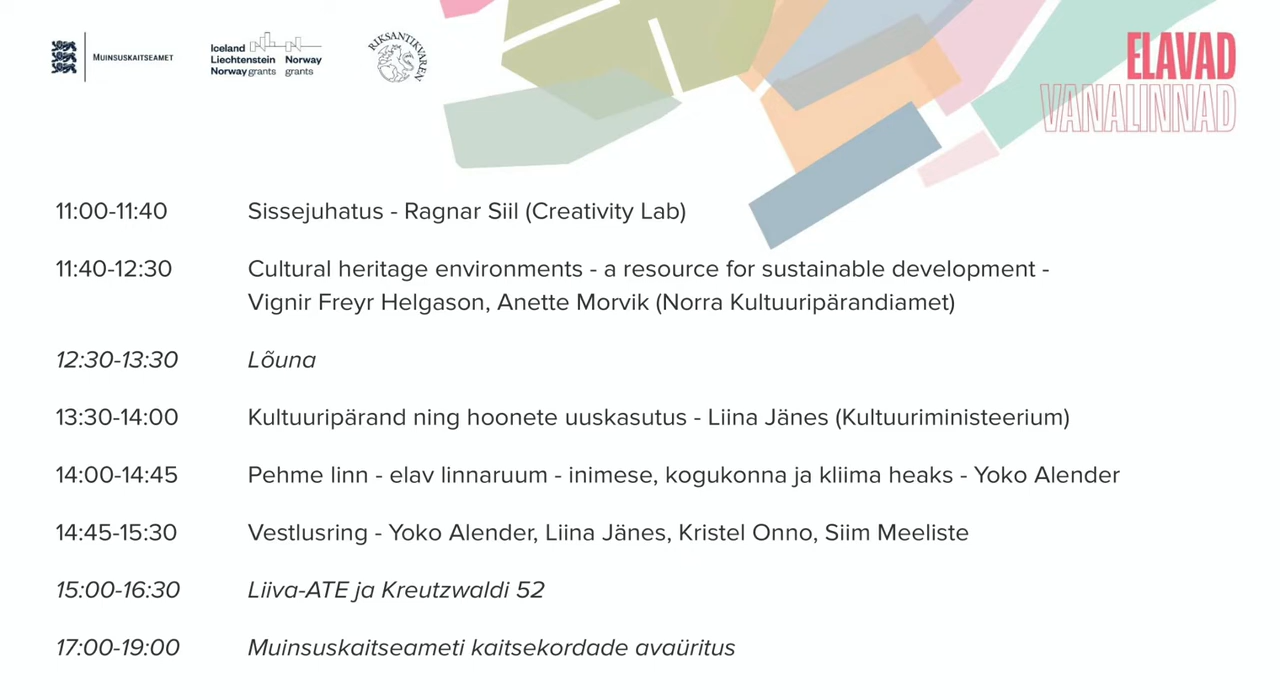 MUINSUSKAITSEAMET
Iceland
Liechtenstein Norway
Norway grants grants
RIKSANTIKVAREN
ELAVAD
VANALINNAD
11:00-11:40 Sissejuhatus - Ragnar Siil (Creativity Lab)
11:40-12:30 Cultural heritage environments - a resource for sustainable development -
Vignir Freyr Helgason, Anette Morvik (Norra Kultuuripärandiamet)
12:30-13:30 Lõuna
13:30-14:00 Kultuuripärand ning hoonete uuskasutus - Liina Jänes (Kultuuriministeerium)
14:00-14:45 Pehme linn - elav linnaruum - inimese, kogukonna ja kliima heaks - Yoko Alender
14:45-15:30 Vestlusring - Yoko Alender, Liina Jänes, Kristel Onno, Siim Meeliste
15:00-16:30 Liiva-ATE ja Kreutzwaldi 52
17:00-19:00 Muinsuskaitseameti kaitsekordade avaüritus